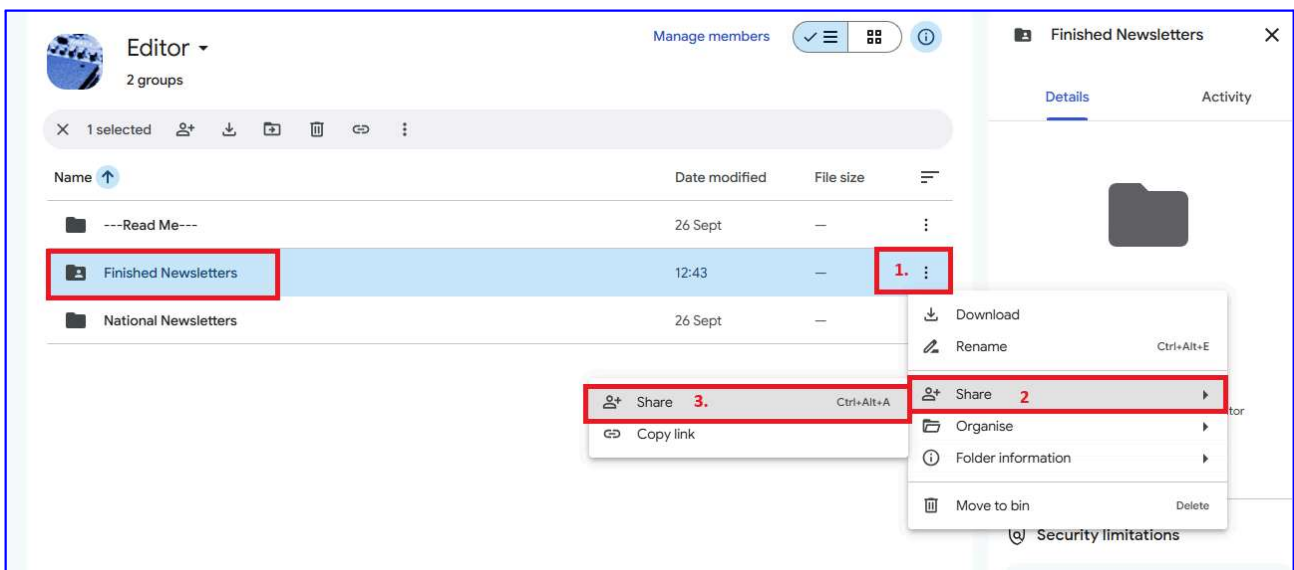 Editor
2 groups
Manage members
1 selected
Name
Date modified
File size
---Read Me---
26 Sept
—
Finished Newsletters
12:43
—
1.
National Newsletters
26 Sept
—
Download
Rename
Ctrl+Alt+E
Share
2
Organise
Folder information
Move to bin
Delete
Share
3.
Ctrl+Alt+A
Copy link
Finished Newsletters
Details
Activity
tor
Security limitations